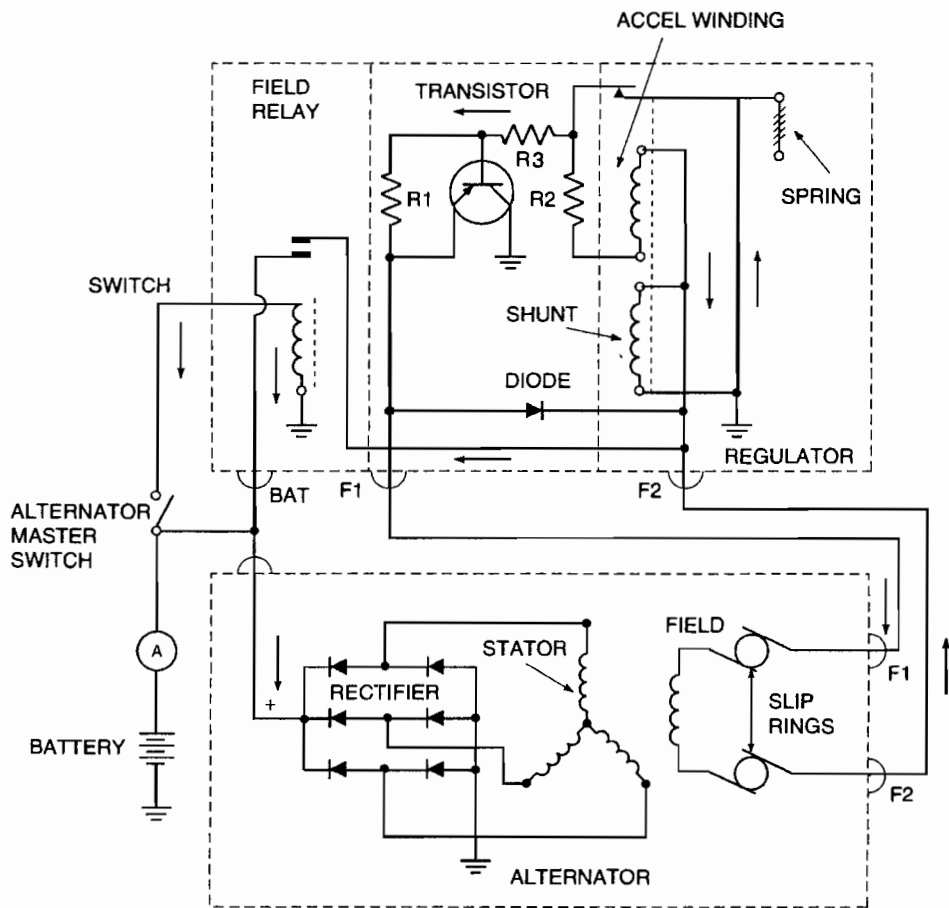 ACCEL WINDING
FIELD
RELAY
TRANSISTOR
R3
R1
R2
SPRING
SWITCH
SHUNT
DIODE
REGULATOR
BAT
F1
F2
ALTERNATOR
MASTER
SWITCH
FIELD
STATOR
A
RECTIFIER
F1
+
SLIP
RINGS
BATTERY
F2
ALTERNATOR